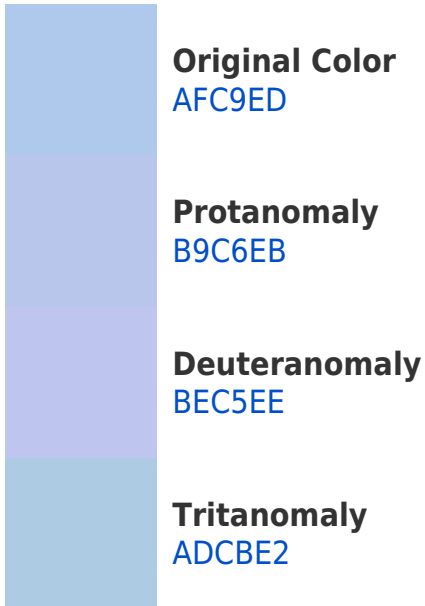 Original Color
AFC9ED
Protanomaly
B9C6EB
Deuteranomaly
BEC5EE
Tritanomaly
ADCBE2